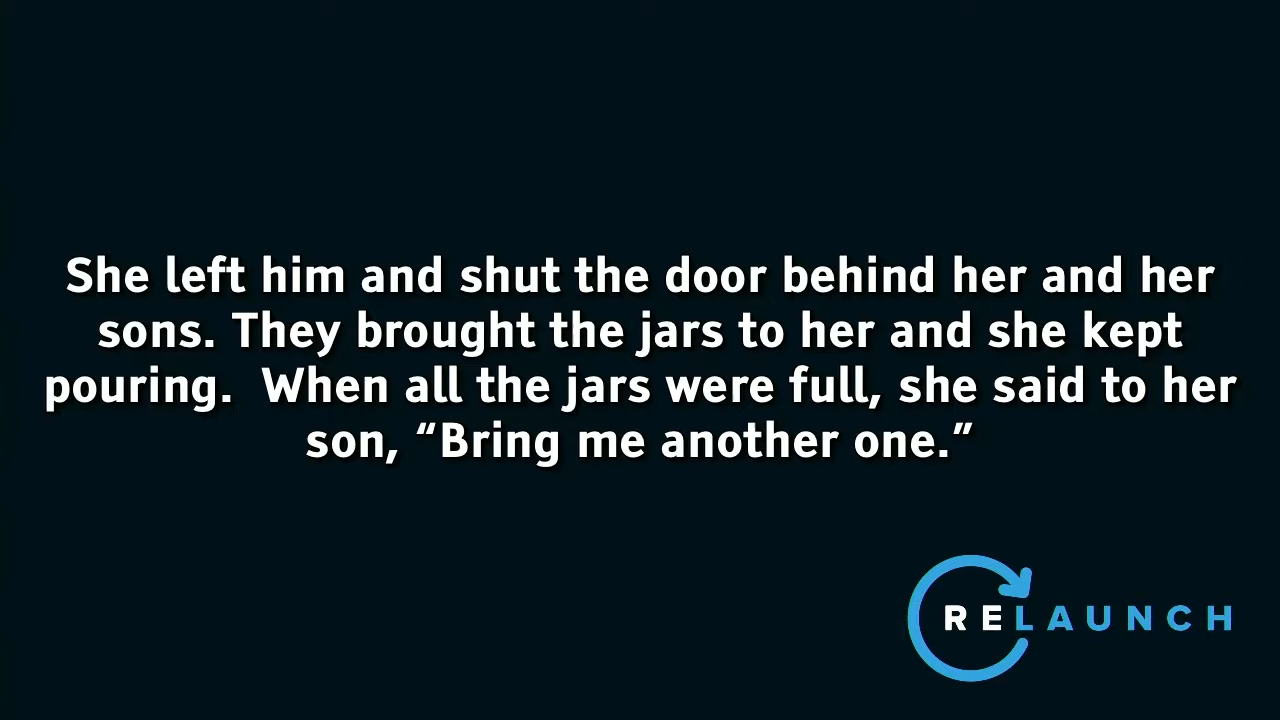 She left him and shut the door behind her and her
sons. They brought the jars to her and she kept
pouring.  When all the jars were full, she said to her
son, “Bring me another one.”
RELAUNCH